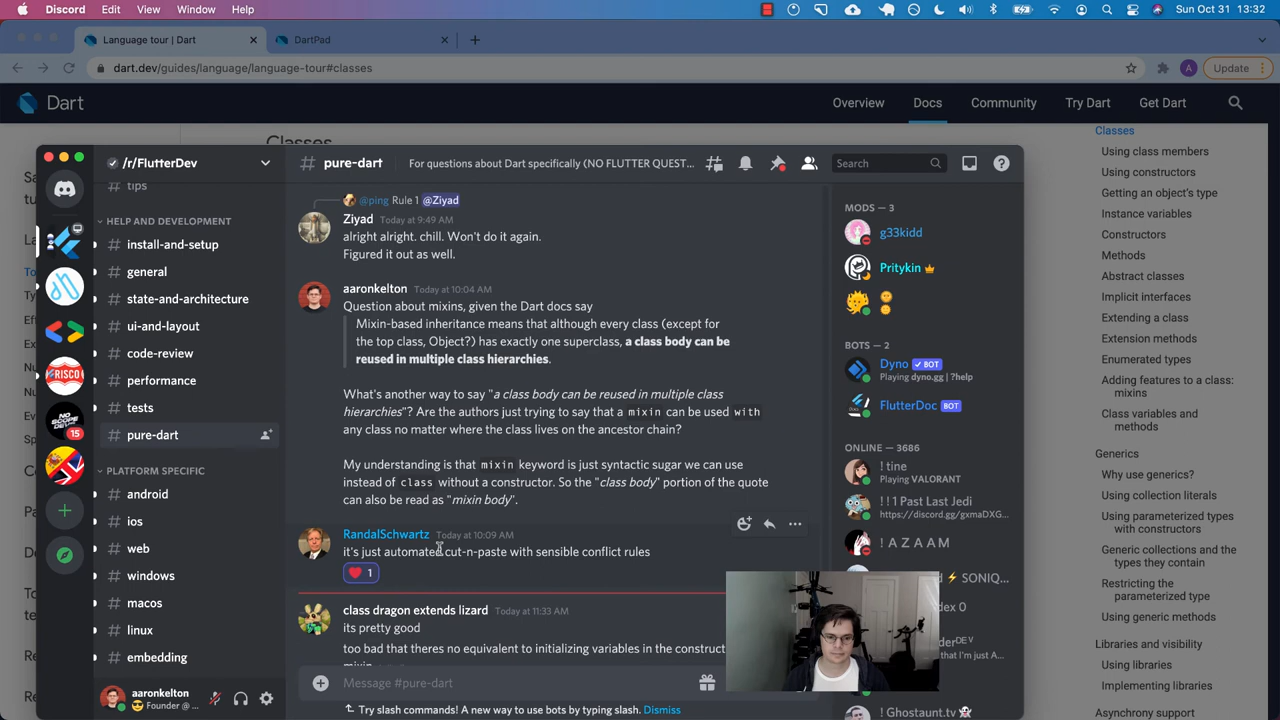 Discord Edit View Window Help
Sun Oct 31 13:32
Language tour | Dart
DartPad
dart.dev/guides/language/language-tour#classes
A
Update
Dart
Overview
Docs
Community
Try Dart
Get Dart
Classes
/r/FlutterDev
tips
HELP AND DEVELOPMENT
install-and-setup
general
state-and-architecture
ui-and-layout
code-review
performance
tests
pure-dart
PLATFORM SPECIFIC
android
ios
web
windows
macos
linux
embedding
FRISCO
15
aaronkelton
Founder @ ...
# pure-dart
For questions about Dart specifically (NO FLUTTER QUEST...
Search
@ping Rule 1 @Ziyad
Ziyad Today at 9:49 AM
alright alright. chill. Won't do it again.
Figured it out as well.
aaronkelton Today at 10:04 AM
Question about mixins, given the Dart docs say
Mixin-based inheritance means that although every class (except for
the top class, Object?) has exactly one superclass, a class body can be
reused in multiple class hierarchies.
What's another way to say "a class body can be reused in multiple class
hierarchies"? Are the authors just trying to say that a mixin can be used with
any class no matter where the class lives on the ancestor chain?
My understanding is that mixin keyword is just syntactic sugar we can use
instead of class without a constructor. So the "class body" portion of the quote
can also be read as "mixin body".
RandalSchwartz Today at 10:09 AM
it's just automated cut-n-paste with sensible conflict rules
1
class dragon extends lizard Today at 11:33 AM
its pretty good
too bad that theres no equivalent to initializing variables in the construct
mixin
Message #pure-dart
Try slash commands! A new way to use bots by typing slash. Dismiss
MODS — 3
g33kidd
Pritykin
BOTS — 2
Dyno BOT
Playing dyno.gg | ?help
FlutterDoc BOT
ONLINE — 3686
! tine
Playing VALORANT
! ! 1 Past Last Jedi
https://discord.gg/gxmaDXG...
! A Z A A M
SONIQ...
dex 0
DEV
that I'm just A...
! Ghostaunt.tv
Classes
Using class members
Using constructors
Getting an object's type
Instance variables
Constructors
Methods
Abstract classes
Implicit interfaces
Extending a class
Extension methods
Enumerated types
Adding features to a class:
mixins
Class variables and
methods
Generics
Why use generics?
Using collection literals
Using parameterized types
with constructors
Generic collections and the
types they contain
Restricting the
parameterized type
Using generic methods
Libraries and visibility
Using libraries
Implementing libraries
Asynchrony support